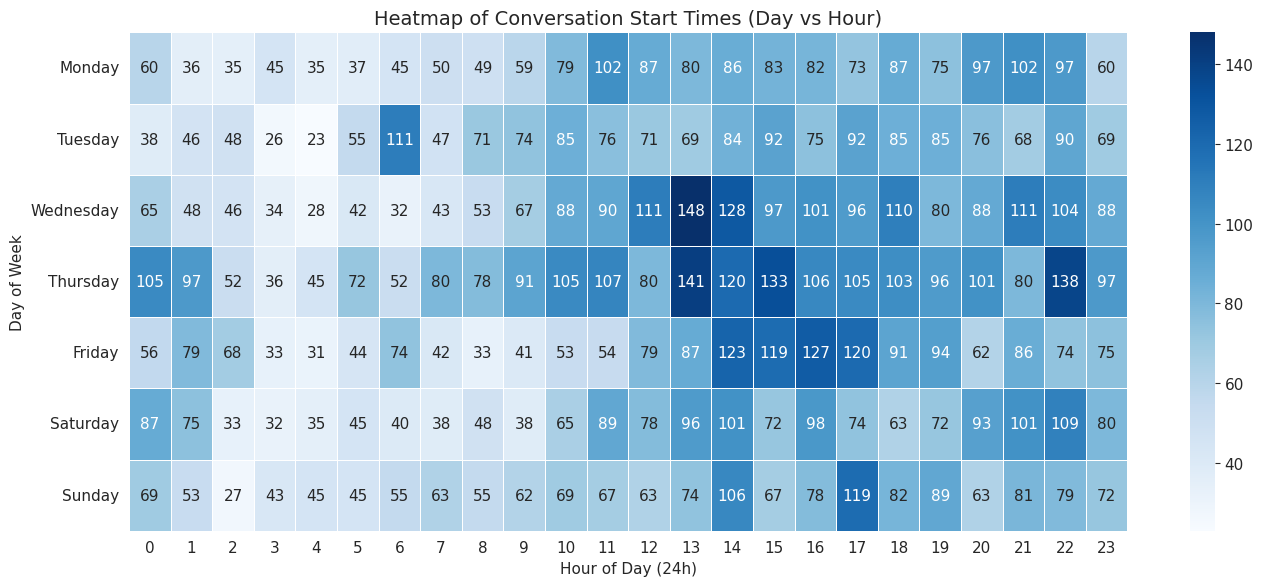 Heatmap of Conversation Start Times (Day vs Hour)
Monday 60 36 35 45 35 37 45 50 49 59 79 102 87 80 86 83 82 73 87 75 97 102 97 60
Tuesday 38 46 48 26 23 55 111 47 71 74 85 76 71 69 84 92 75 92 85 85 76 68 90 69
Wednesday 65 48 46 34 28 42 32 43 53 67 88 90 111 148 128 97 101 96 110 80 88 111 104 88
Thursday 105 97 52 36 45 72 52 80 78 91 105 107 80 141 120 133 106 105 103 96 101 80 138 97
Friday 56 79 68 33 31 44 74 42 33 41 53 54 79 87 123 119 127 120 91 94 62 86 74 75
Saturday 87 75 33 32 35 45 40 38 48 38 65 89 78 96 101 72 98 74 63 72 93 101 109 80
Sunday 69 53 27 43 45 45 55 63 55 62 69 67 63 74 106 67 78 119 82 89 63 81 79 72
0 1 2 3 4 5 6 7 8 9 10 11 12 13 14 15 16 17 18 19 20 21 22 23
Hour of Day (24h)
Day of Week
140
120
100
80
60
40